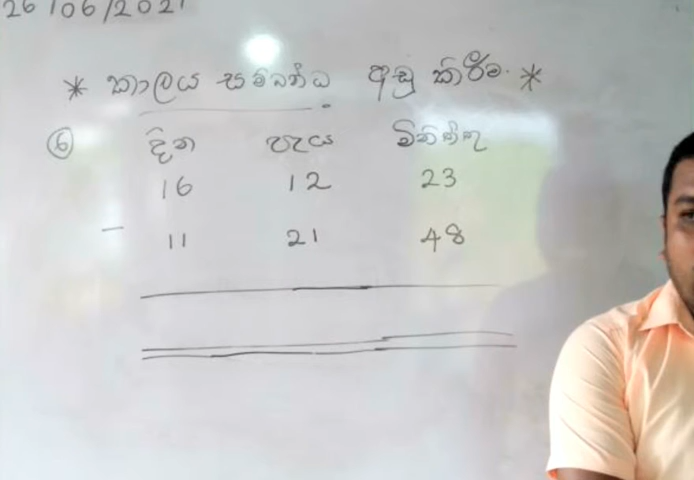 26/06/2021
* කාලය සම්බන්ධ අඩු කිරීම. *
⑥ දින පැය මිනිත්තු
16 12 23
- 11 21 48